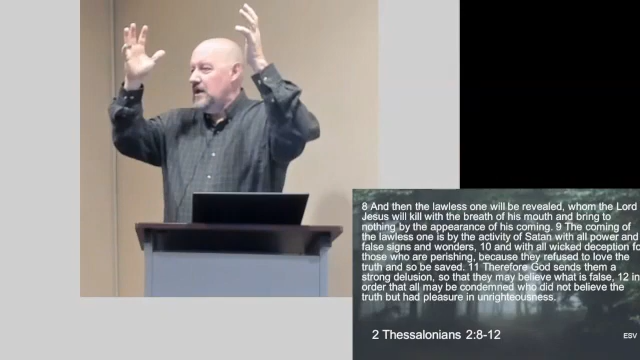 8 And then the lawless one will be revealed, whom the Lord
Jesus will kill with the breath of his mouth and bring to
nothing by the appearance of his coming. 9 The coming of
the lawless one is by the activity of Satan with all power and
false signs and wonders, 10 and with all wicked deception fo
those who are perishing, because they refused to love the
truth and so be saved. 11 Therefore God sends them a
strong delusion, so that they may believe what is false, 12 in
order that all may be condemned who did not believe the
truth but had pleasure in unrighteousness.
2 Thessalonians 2:8-12
ESV